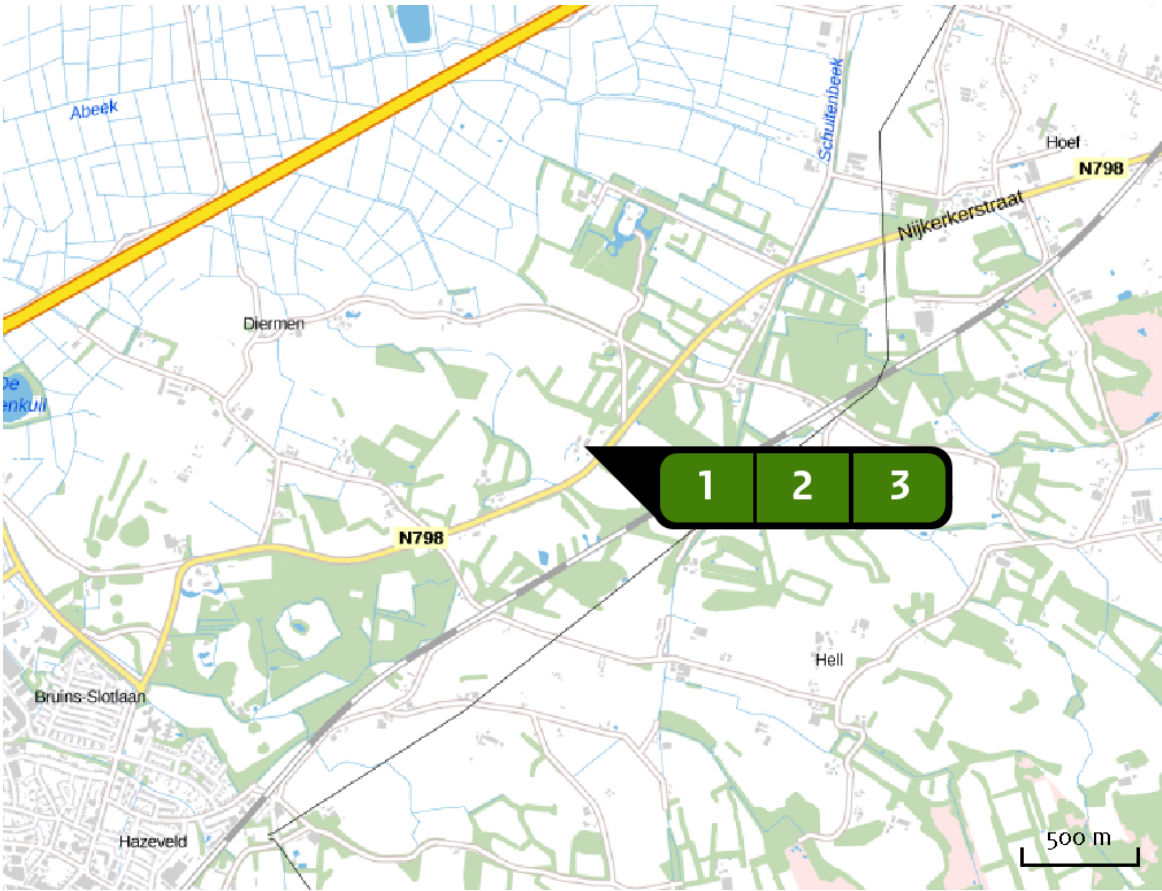 Abeek
Schuitenbeek
Hoef
N798
Nijkerkerstraat
Diermen
De
enkuil
1 2 3
N798
Hell
Bruins-Slotlaan
Hazeveld
500 m